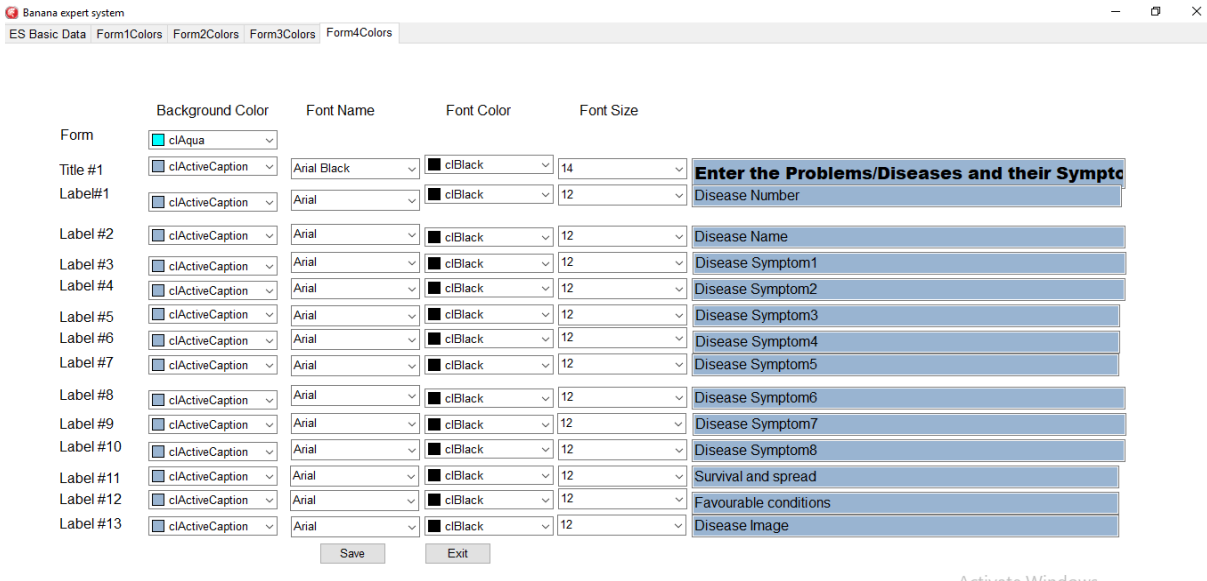 Banana expert system
ES Basic Data Form1Colors Form2Colors Form3Colors Form4Colors
Background Color Font Name Font Color Font Size
Form clAqua
Title #1 clActiveCaption Arial Black clBlack 14 Enter the Problems/Diseases and their Sympto
Label#1 clActiveCaption Arial clBlack 12 Disease Number
Label #2 clActiveCaption Arial clBlack 12 Disease Name
Label #3 clActiveCaption Arial clBlack 12 Disease Symptom1
Label #4 clActiveCaption Arial clBlack 12 Disease Symptom2
Label #5 clActiveCaption Arial clBlack 12 Disease Symptom3
Label #6 clActiveCaption Arial clBlack 12 Disease Symptom4
Label #7 clActiveCaption Arial clBlack 12 Disease Symptom5
Label #8 clActiveCaption Arial clBlack 12 Disease Symptom6
Label #9 clActiveCaption Arial clBlack 12 Disease Symptom7
Label #10 clActiveCaption Arial clBlack 12 Disease Symptom8
Label #11 clActiveCaption Arial clBlack 12 Survival and spread
Label #12 clActiveCaption Arial clBlack 12 Favourable conditions
Label #13 clActiveCaption Arial clBlack 12 Disease Image
Save Exit
Activate Windows